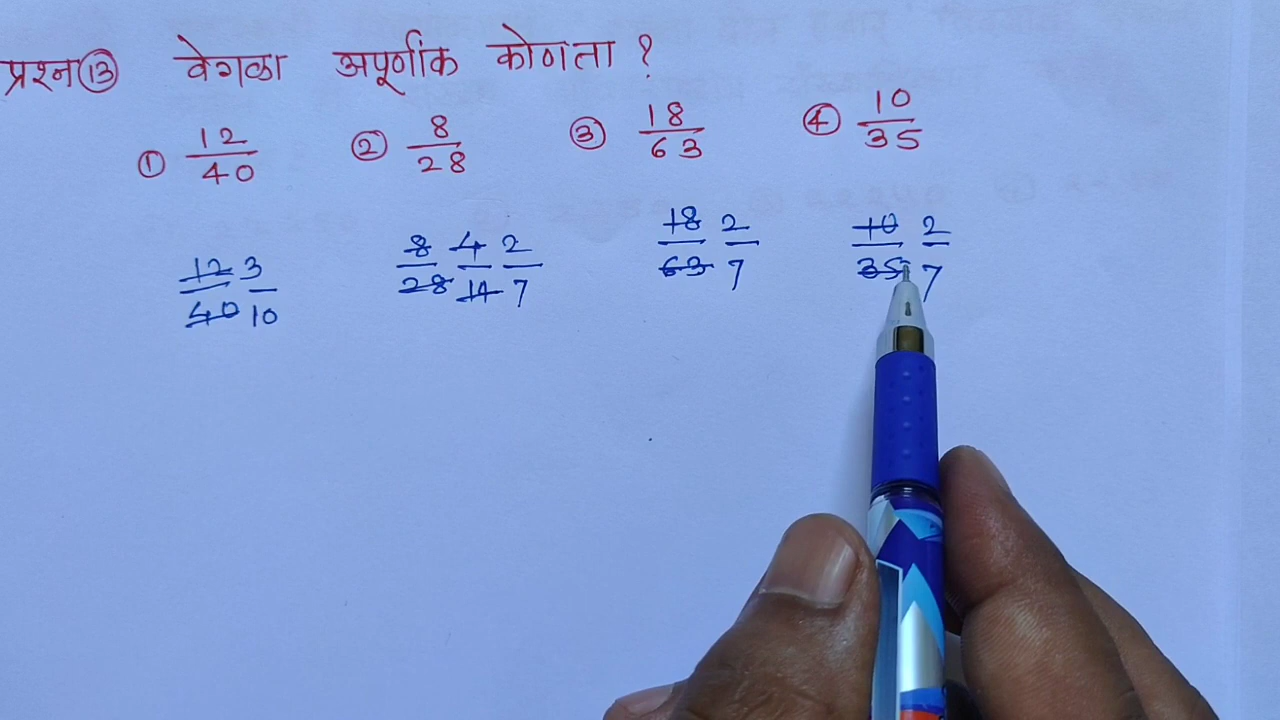 प्रश्न ⑬ वेगळा अपूर्णांक कोणता ?
① 12/40 ② 8/28 ③ 18/63 ④ 10/35
12/40 3/10 8/28 4/14 2/7 18/63 2/7 10/35 2/7